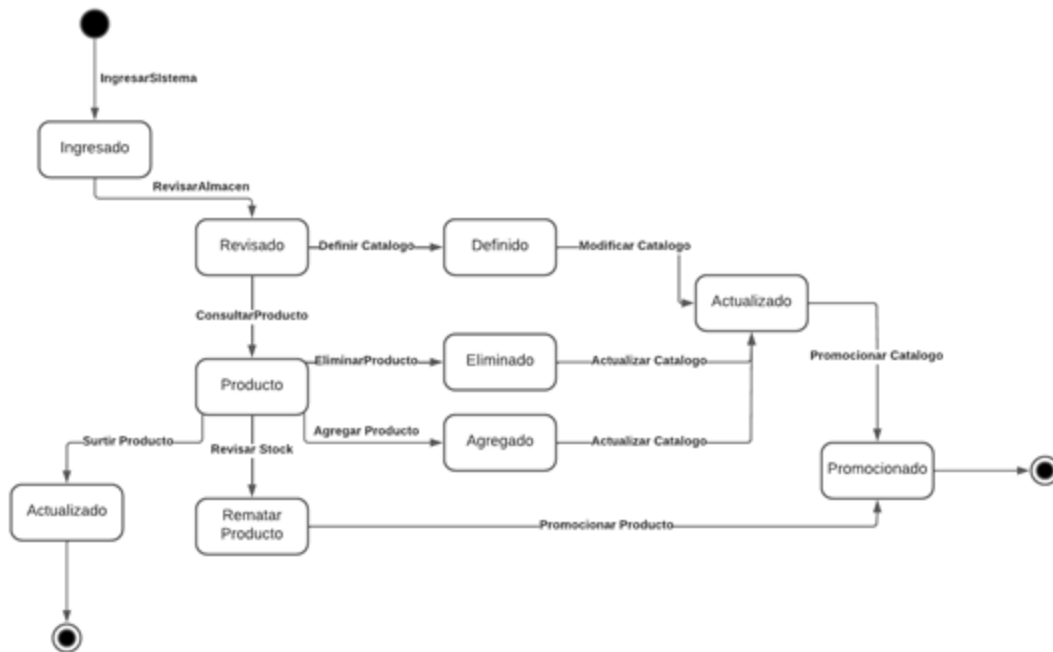 IngresarSIstema
Ingresado
RevisarAlmacen
Revisado
Definir Catalogo
Definido
Modificar Catalogo
Actualizado
ConsultarProducto
Promocionar Catalogo
EliminarProducto
Eliminado
Actualizar Catalogo
Producto
Agregar Producto
Agregado
Actualizar Catalogo
Surtir Producto
Revisar Stock
Promocionado
Actualizado
Rematar
Producto
Promocionar Producto